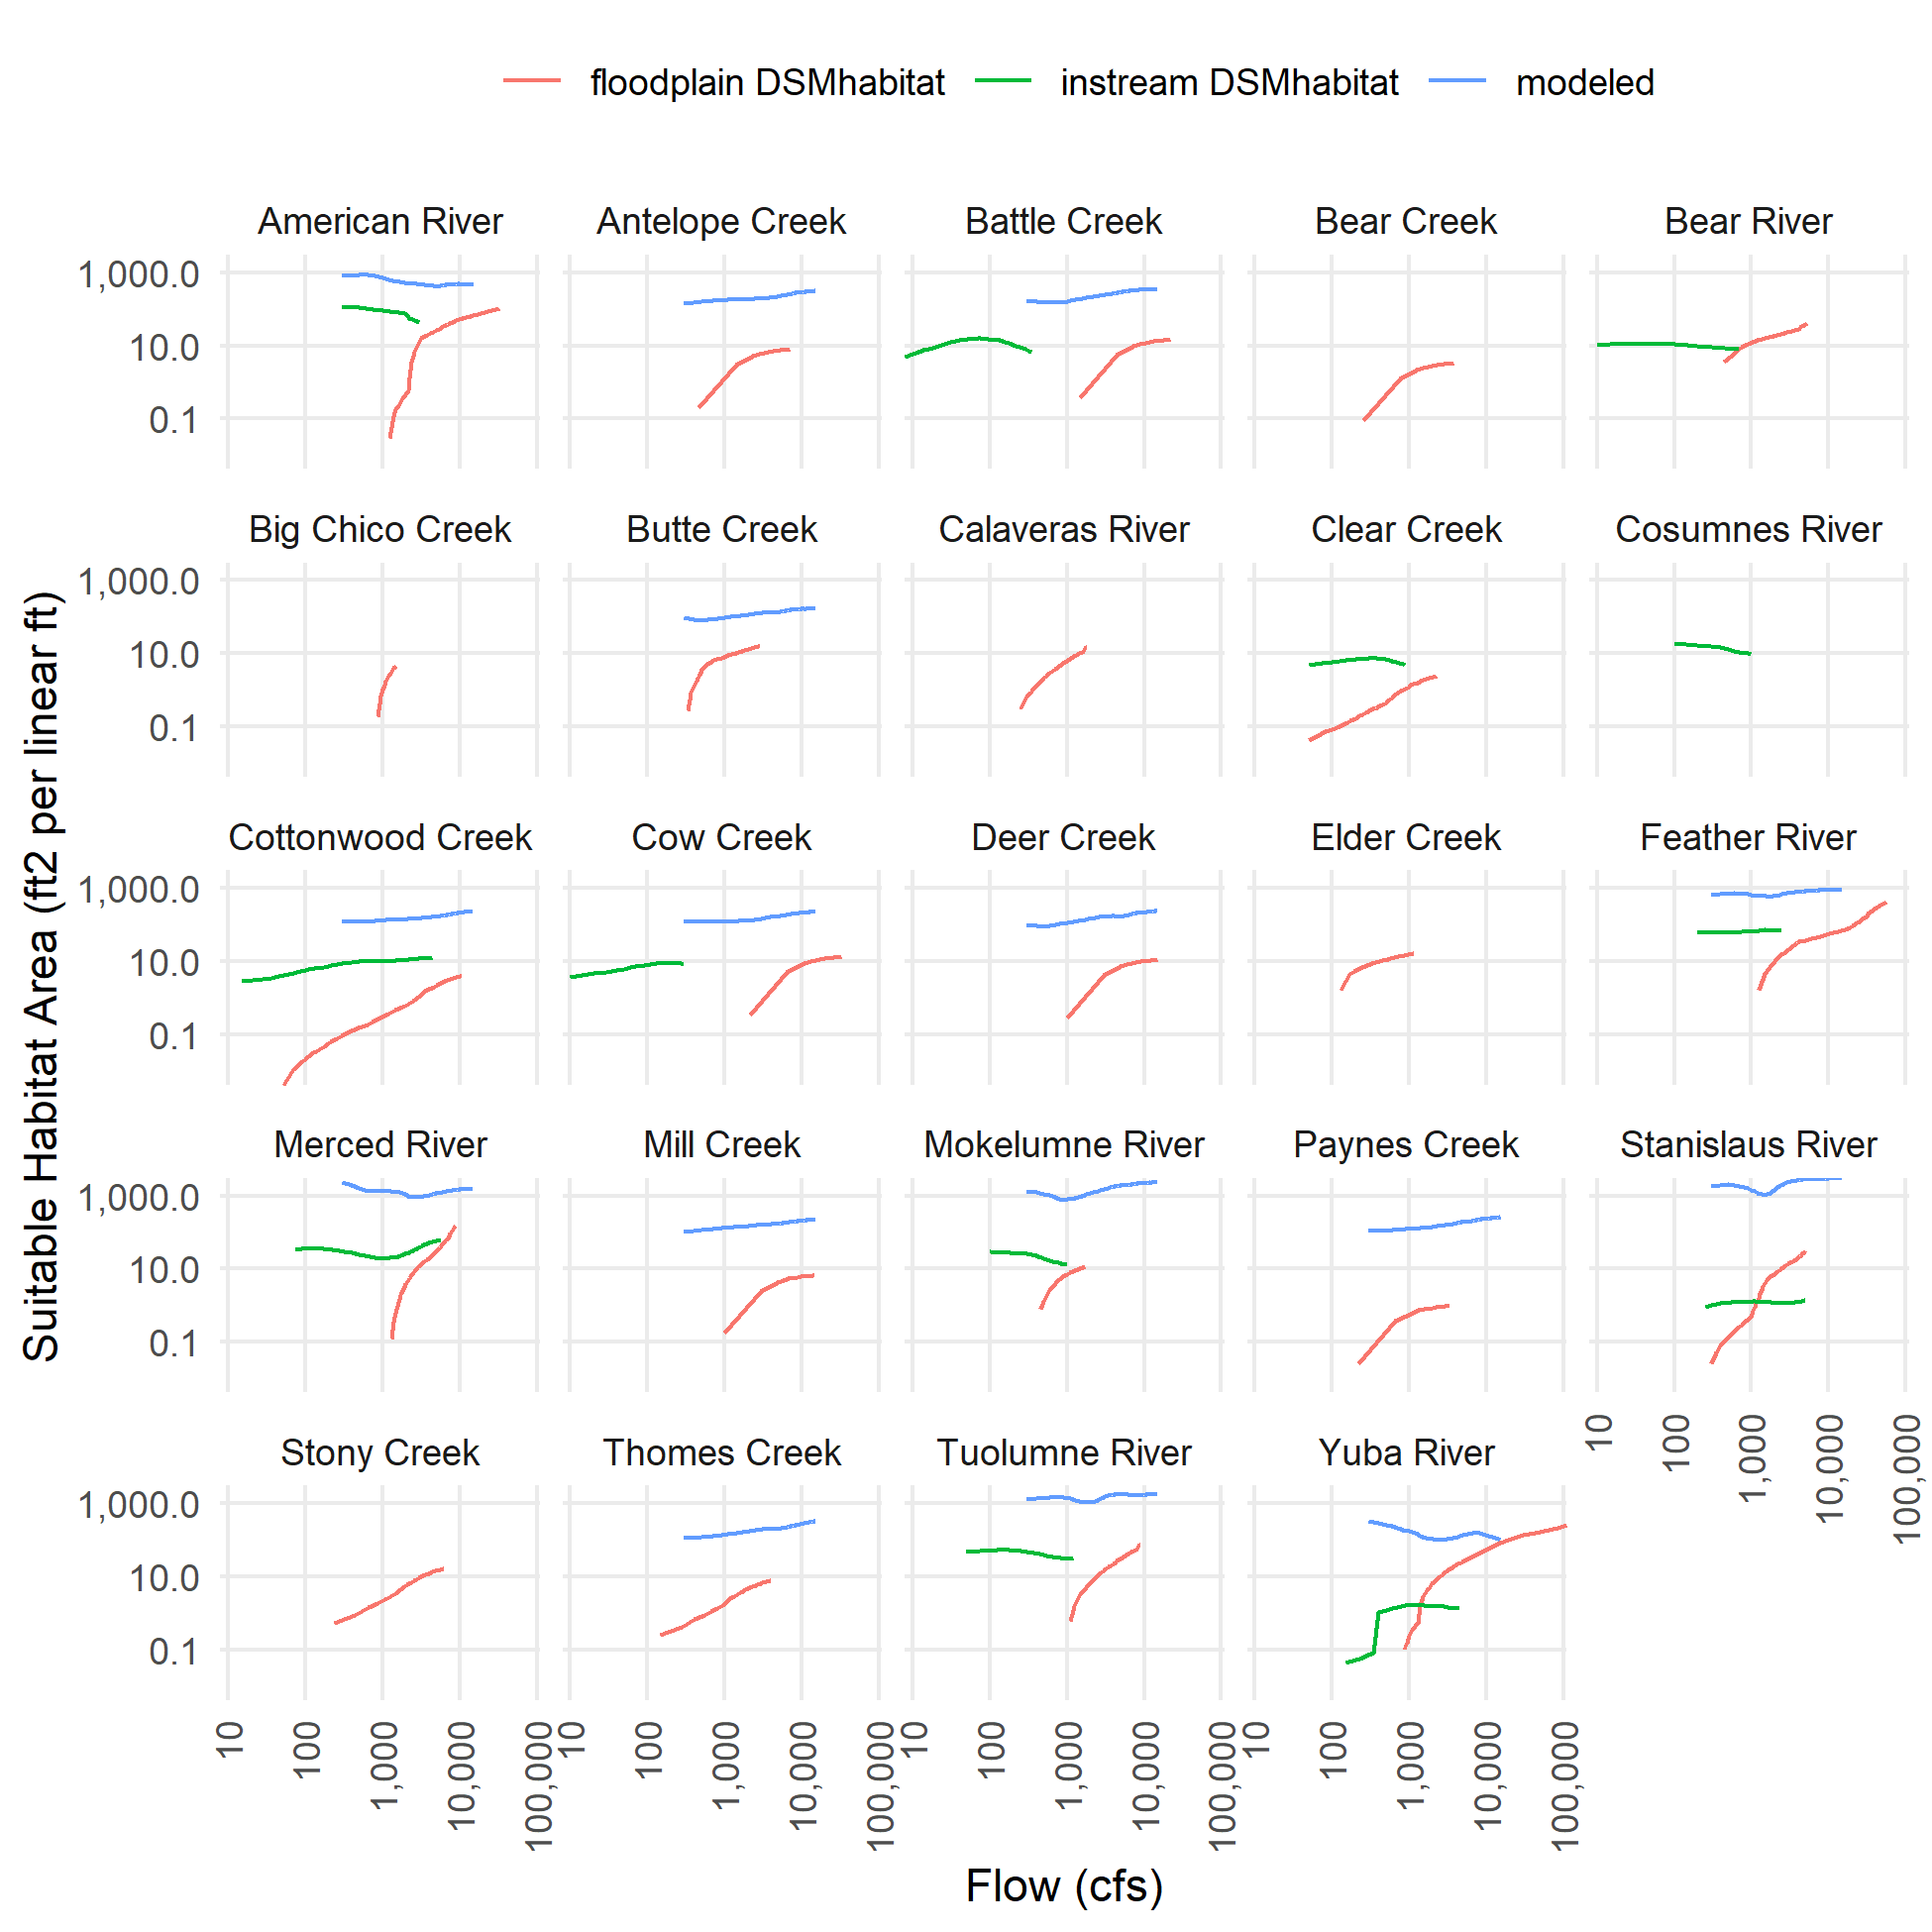 floodplain DSMhabitat instream DSMhabitat modeled
American River Antelope Creek Battle Creek Bear Creek Bear River
1,000.0
10.0
0.1
Big Chico Creek Butte Creek Calaveras River Clear Creek Cosumnes River
1,000.0
10.0
0.1
Cottonwood Creek Cow Creek Deer Creek Elder Creek Feather River
1,000.0
10.0
0.1
Merced River Mill Creek Mokelumne River Paynes Creek Stanislaus River
1,000.0
10.0
0.1
10 100 1,000 10,000 100,000
Stony Creek Thomes Creek Tuolumne River Yuba River
1,000.0
10.0
0.1
10 100 1,000 10,000 100,000 10 100 1,000 10,000 100,000 10 100 1,000 10,000 100,000 10 100 1,000 10,000 100,000
Flow (cfs)
Suitable Habitat Area (ft2 per linear ft)